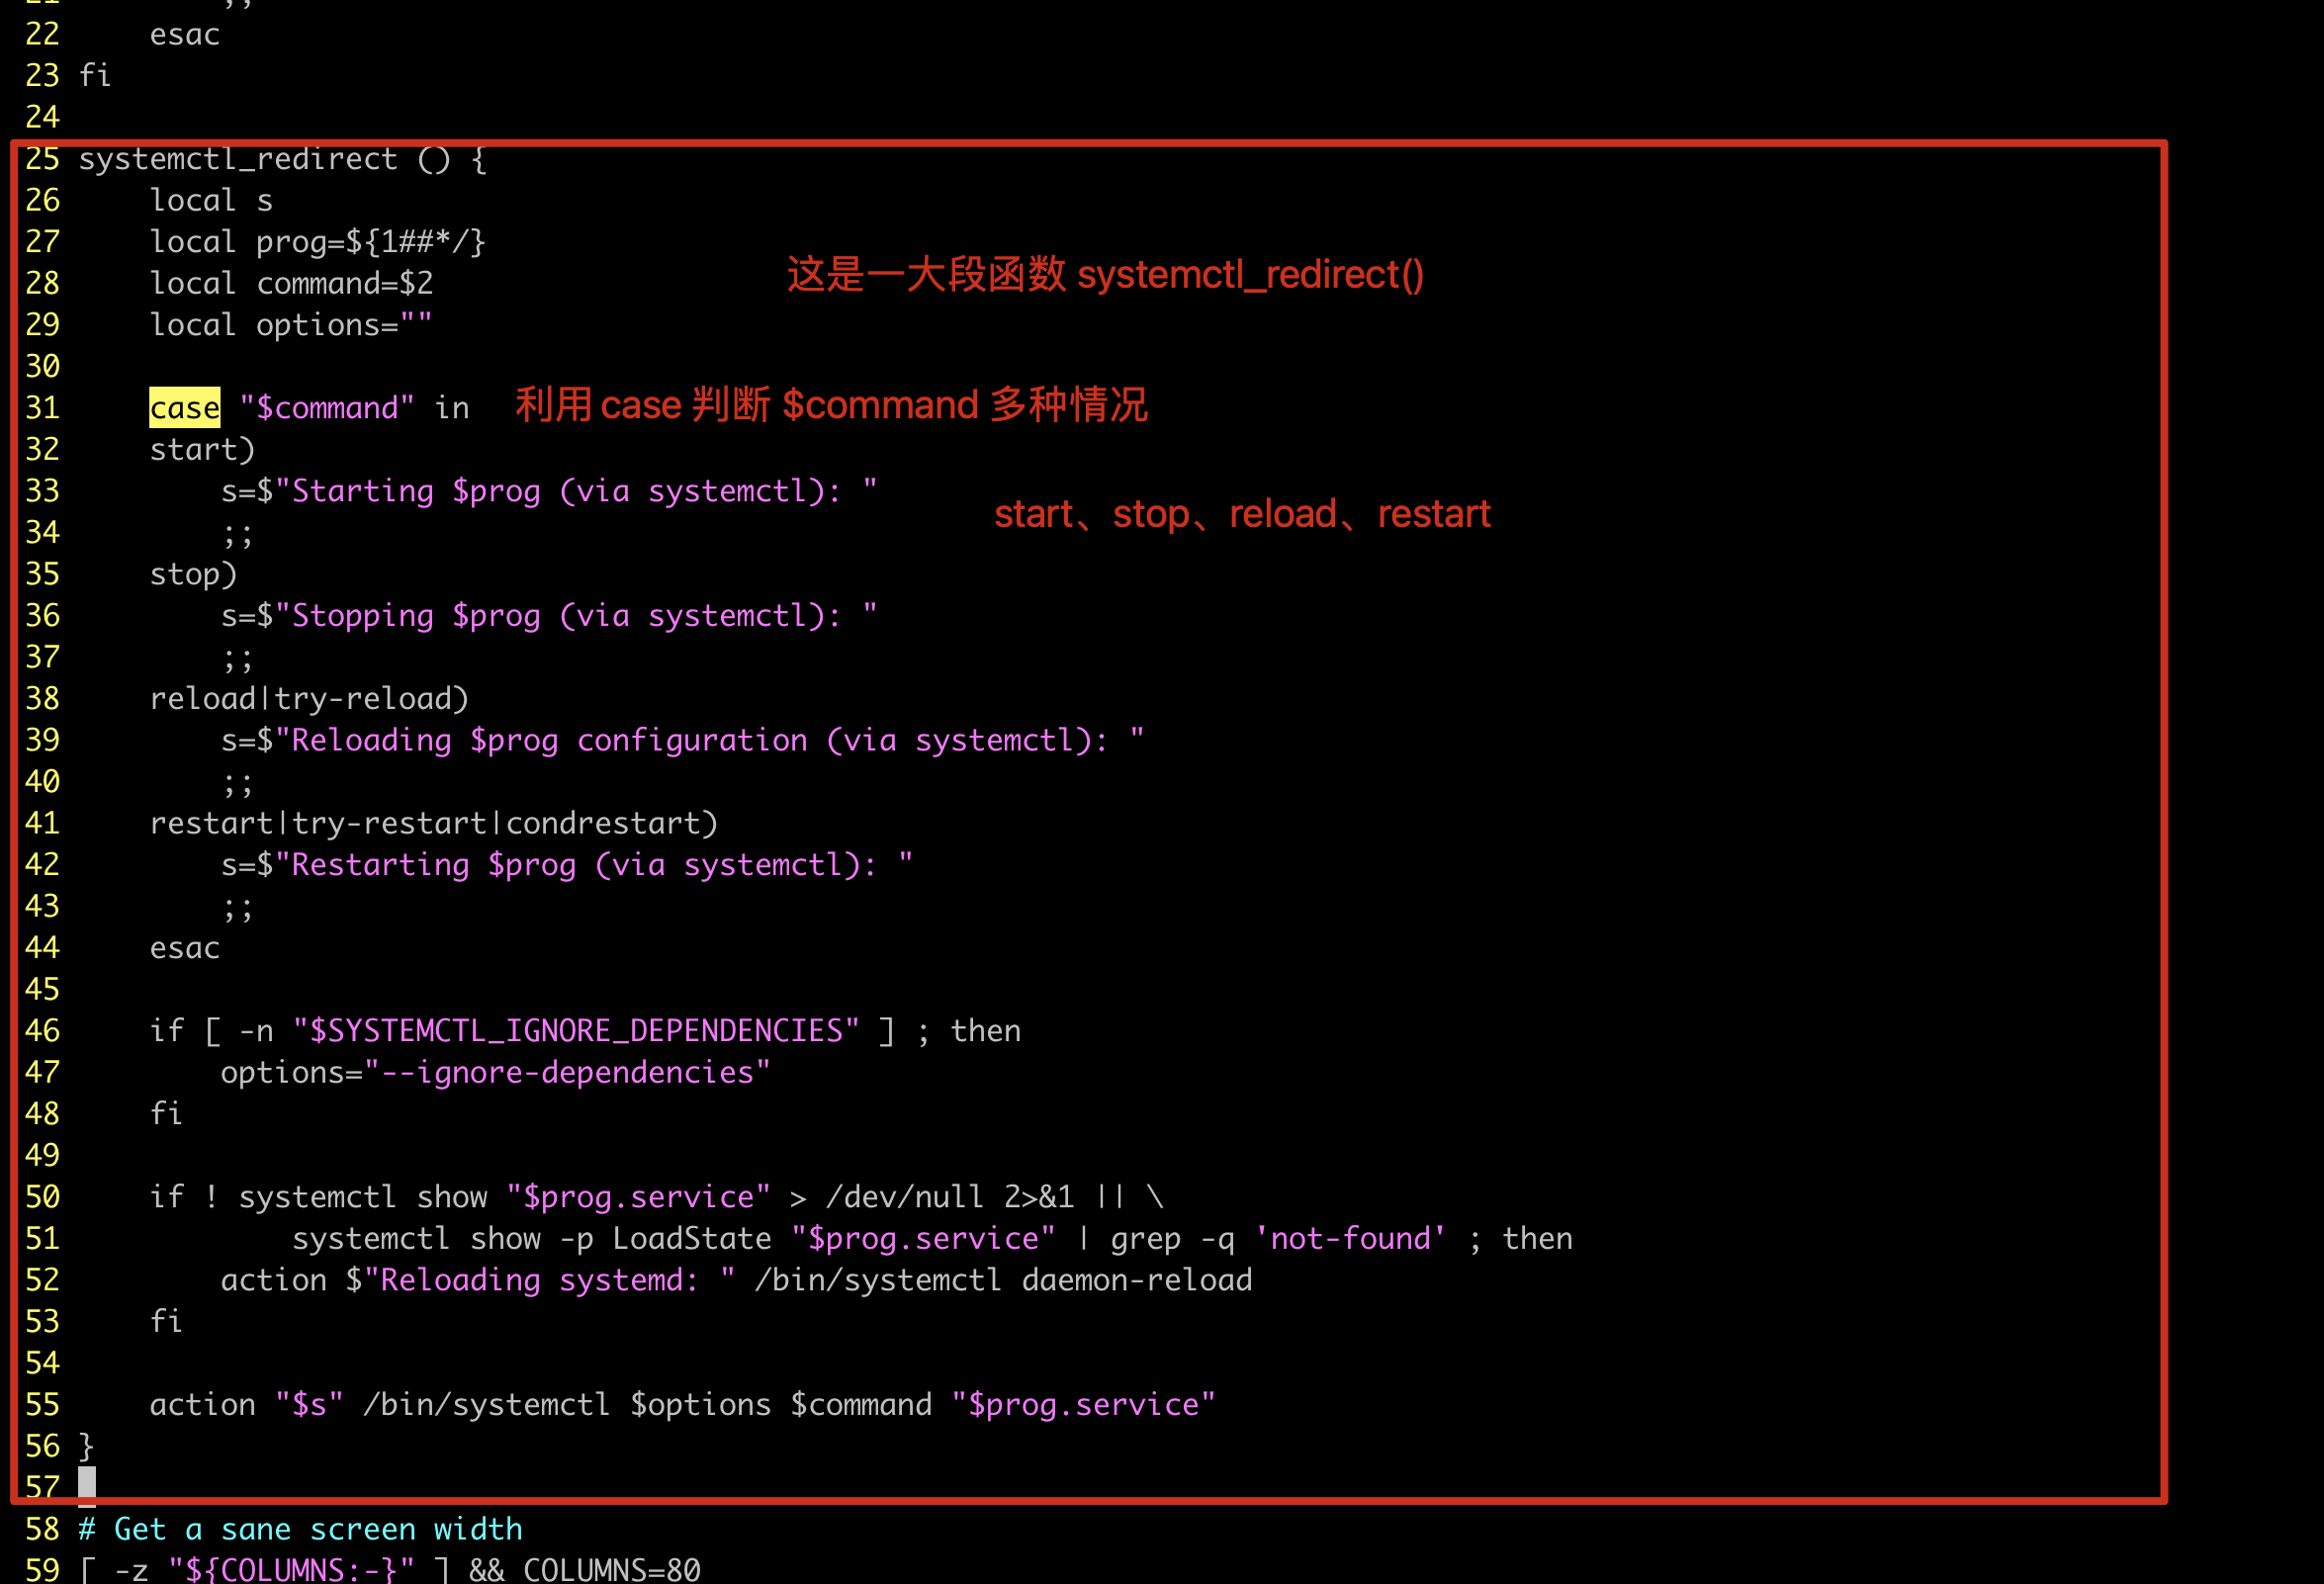 21         ;;
22     esac
23 fi
24
25 systemctl_redirect () {
26     local s
27     local prog=${1##*/}
这是一大段函数 systemctl_redirect()
28     local command=$2
29     local options=""
30
31     case "$command" in 利用 case 判断 $command 多种情况
32     start)
33         s=$"Starting $prog (via systemctl): "
start、stop、reload、restart
34         ;;
35     stop)
36         s=$"Stopping $prog (via systemctl): "
37         ;;
38     reload|try-reload)
39         s=$"Reloading $prog configuration (via systemctl): "
40         ;;
41     restart|try-restart|condrestart)
42         s=$"Restarting $prog (via systemctl): "
43         ;;
44     esac
45
46     if [ -n "$SYSTEMCTL_IGNORE_DEPENDENCIES" ] ; then
47         options="--ignore-dependencies"
48     fi
49
50     if ! systemctl show "$prog.service" > /dev/null 2>&1 || \
51             systemctl show -p LoadState "$prog.service" | grep -q 'not-found' ; then
52         action $"Reloading systemd: " /bin/systemctl daemon-reload
53     fi
54
55     action "$s" /bin/systemctl $options $command "$prog.service"
56 }
57
58 # Get a sane screen width
59 [ -z "${COLUMNS:-}" ] && COLUMNS=80